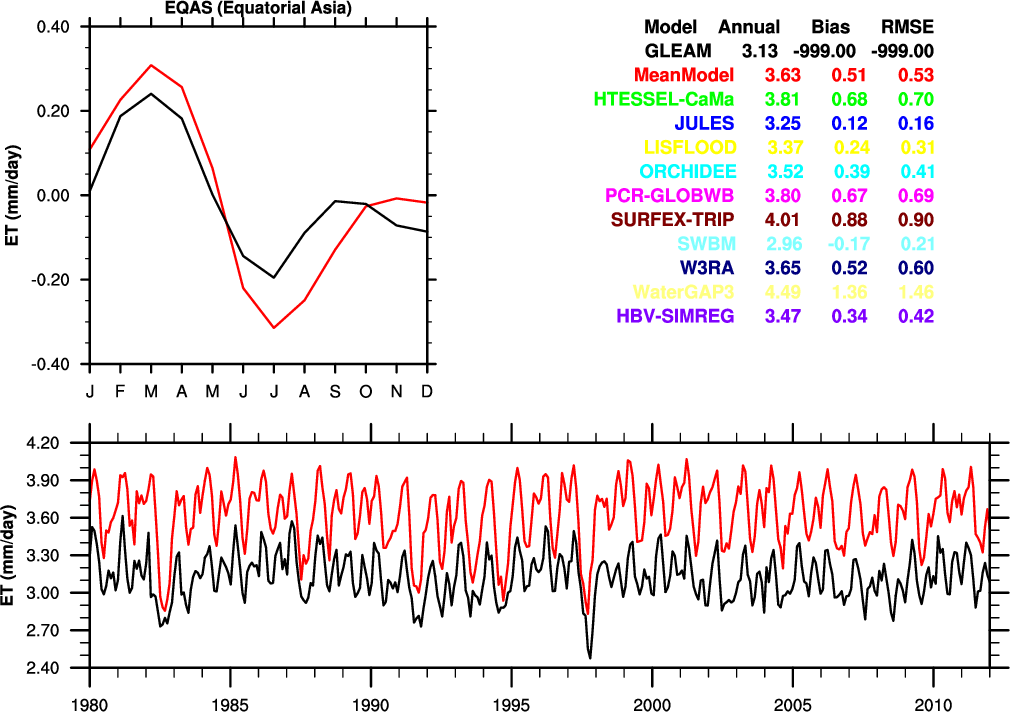 EQAS (Equatorial Asia)
0.40
0.20
0.00
-0.20
-0.40
ET (mm/day)
J F M A M J J A S O N D
Model Annual Bias RMSE
GLEAM 3.13 -999.00 -999.00
MeanModel 3.63 0.51 0.53
HTESSEL-CaMa 3.81 0.68 0.70
JULES 3.25 0.12 0.16
LISFLOOD 3.37 0.24 0.31
ORCHIDEE 3.52 0.39 0.41
PCR-GLOBWB 3.80 0.67 0.69
SURFEX-TRIP 4.01 0.88 0.90
SWBM 2.96 -0.17 0.21
W3RA 3.65 0.52 0.60
WaterGAP3 4.49 1.36 1.46
HBV-SIMREG 3.47 0.34 0.42
4.20
3.90
3.60
3.30
3.00
2.70
2.40
ET (mm/day)
1980 1985 1990 1995 2000 2005 2010